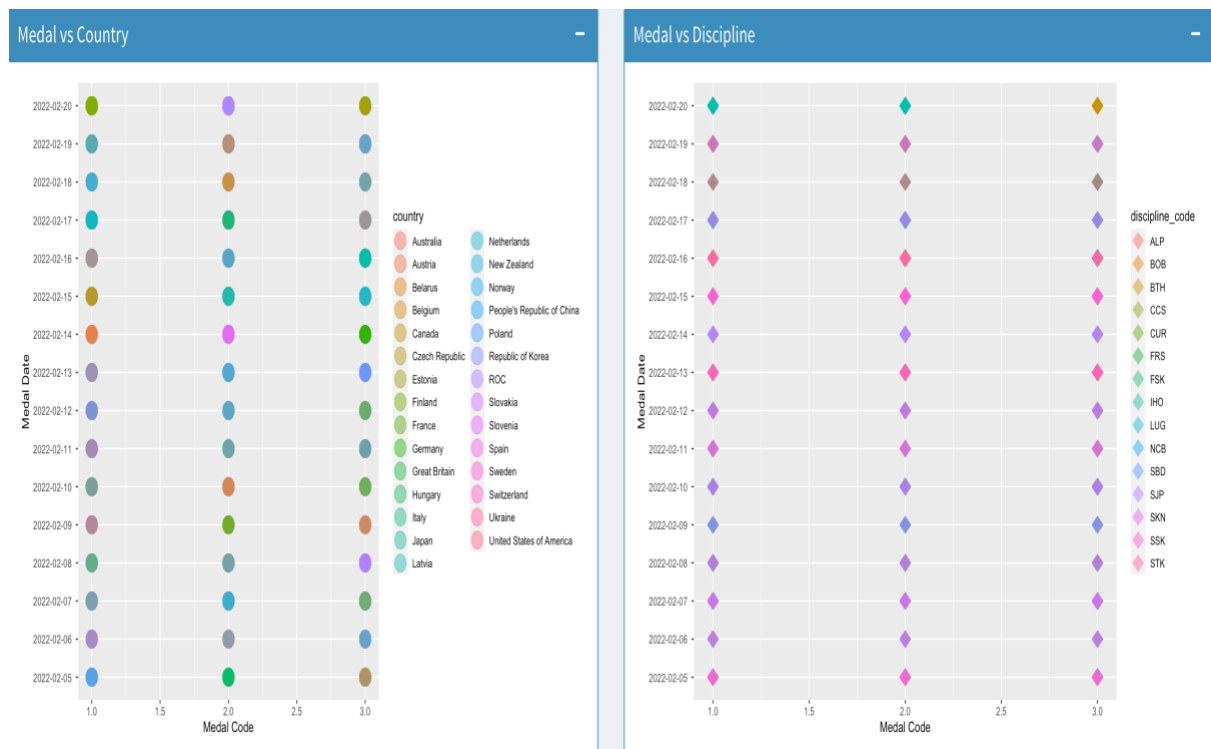 Medal vs Country
2022-02-20
2022-02-19
2022-02-18
2022-02-17
2022-02-16
2022-02-15
2022-02-14
2022-02-13
2022-02-12
2022-02-11
2022-02-10
2022-02-09
2022-02-08
2022-02-07
2022-02-06
2022-02-05
Medal Date
1.0 1.5 2.0 2.5 3.0
Medal Code
country
Australia
Austria
Belarus
Belgium
Canada
Czech Republic
Estonia
Finland
France
Germany
Great Britain
Hungary
Italy
Japan
Latvia
Netherlands
New Zealand
Norway
People's Republic of China
Poland
Republic of Korea
ROC
Slovakia
Slovenia
Spain
Sweden
Switzerland
Ukraine
United States of America
Medal vs Discipline
2022-02-20
2022-02-19
2022-02-18
2022-02-17
2022-02-16
2022-02-15
2022-02-14
2022-02-13
2022-02-12
2022-02-11
2022-02-10
2022-02-09
2022-02-08
2022-02-07
2022-02-06
2022-02-05
Medal Date
1.0 1.5 2.0 2.5 3.0
Medal Code
discipline_code
ALP
BOB
BTH
CCS
CUR
FRS
FSK
IHO
LUG
NCB
SBD
SJP
SKN
SSK
STK